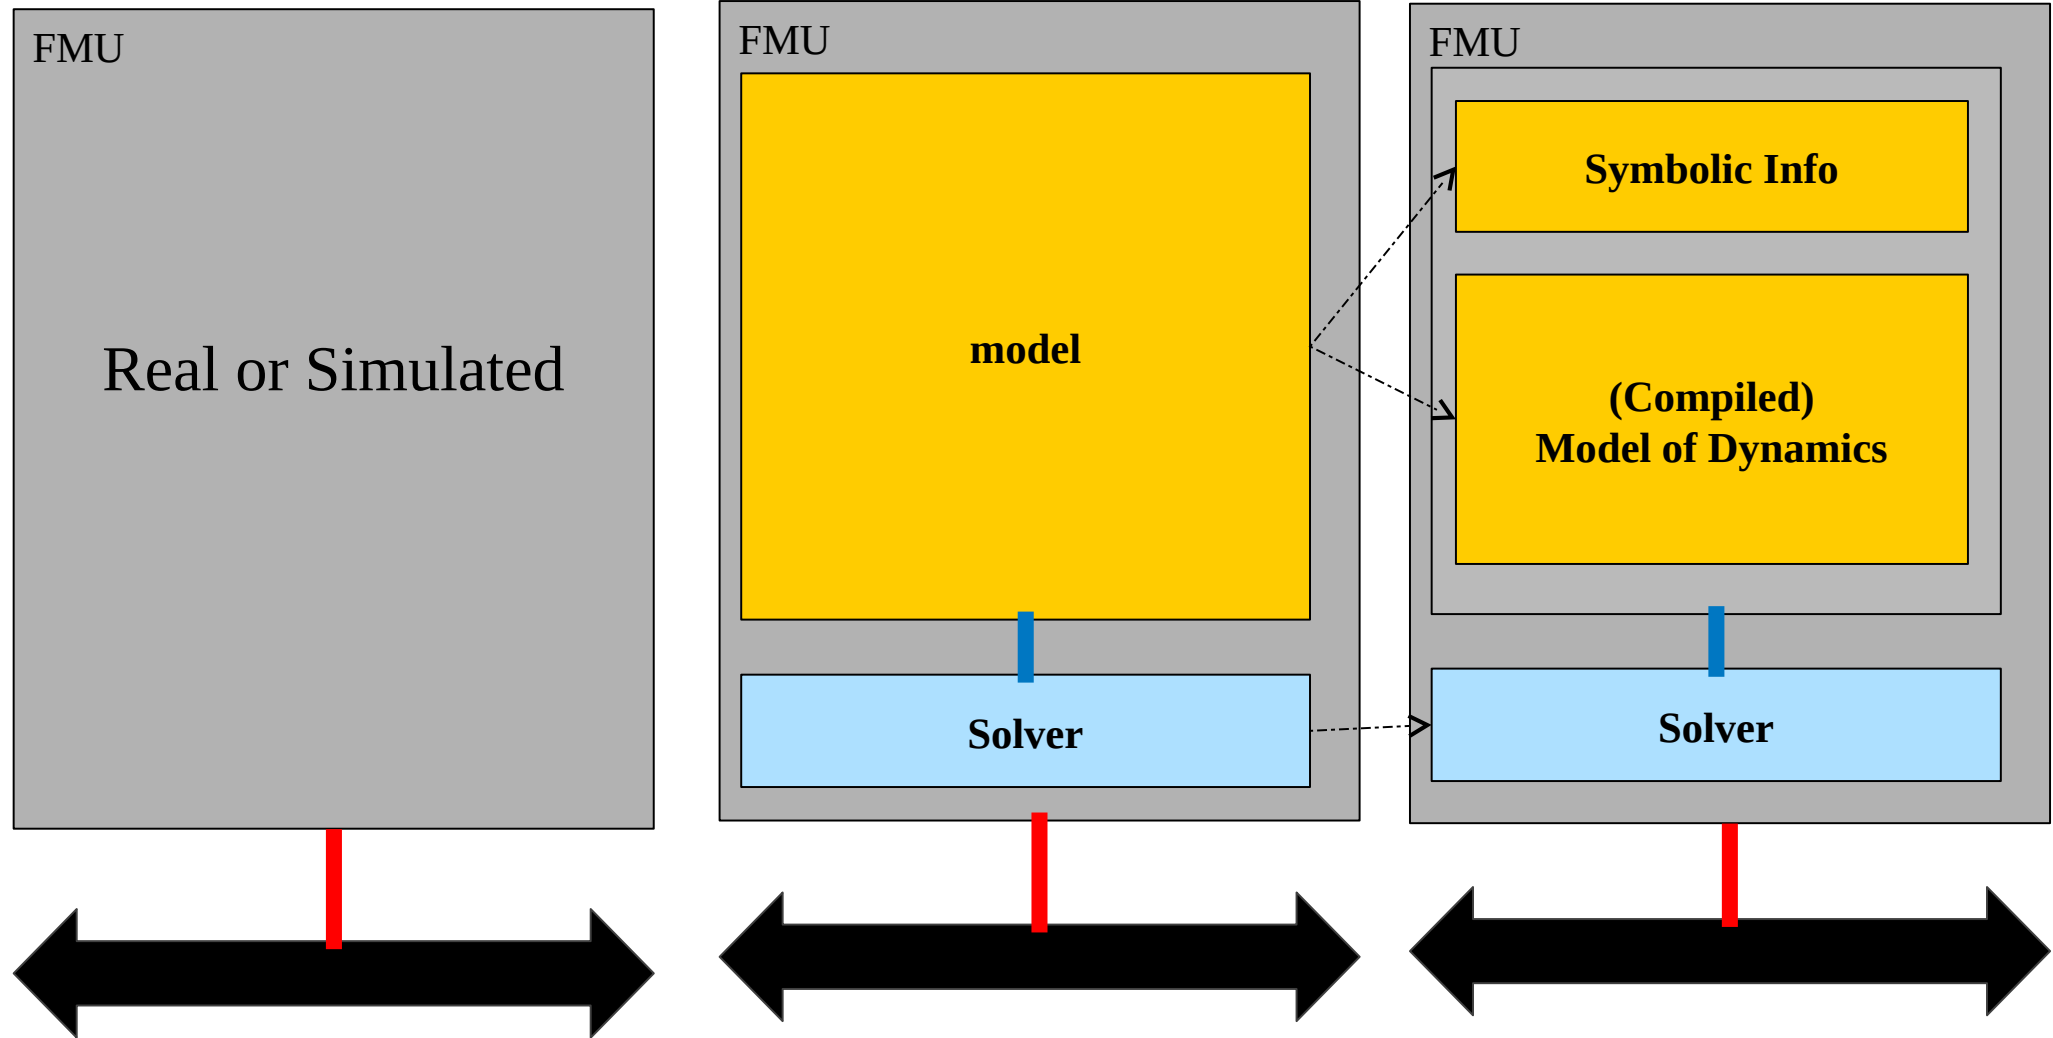 FMU
Real or Simulated
FMU
model
Solver
FMU
Symbolic Info
(Compiled)
Model of Dynamics
Solver